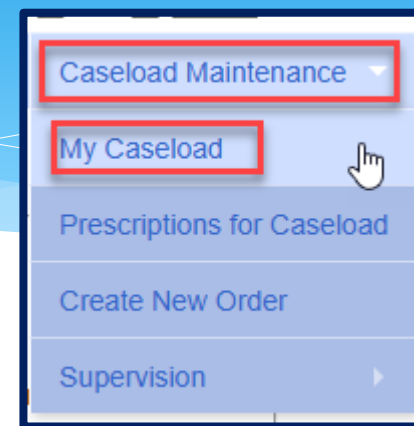 Caseload Maintenance
My Caseload
Prescriptions for Caseload
Create New Order
Supervision